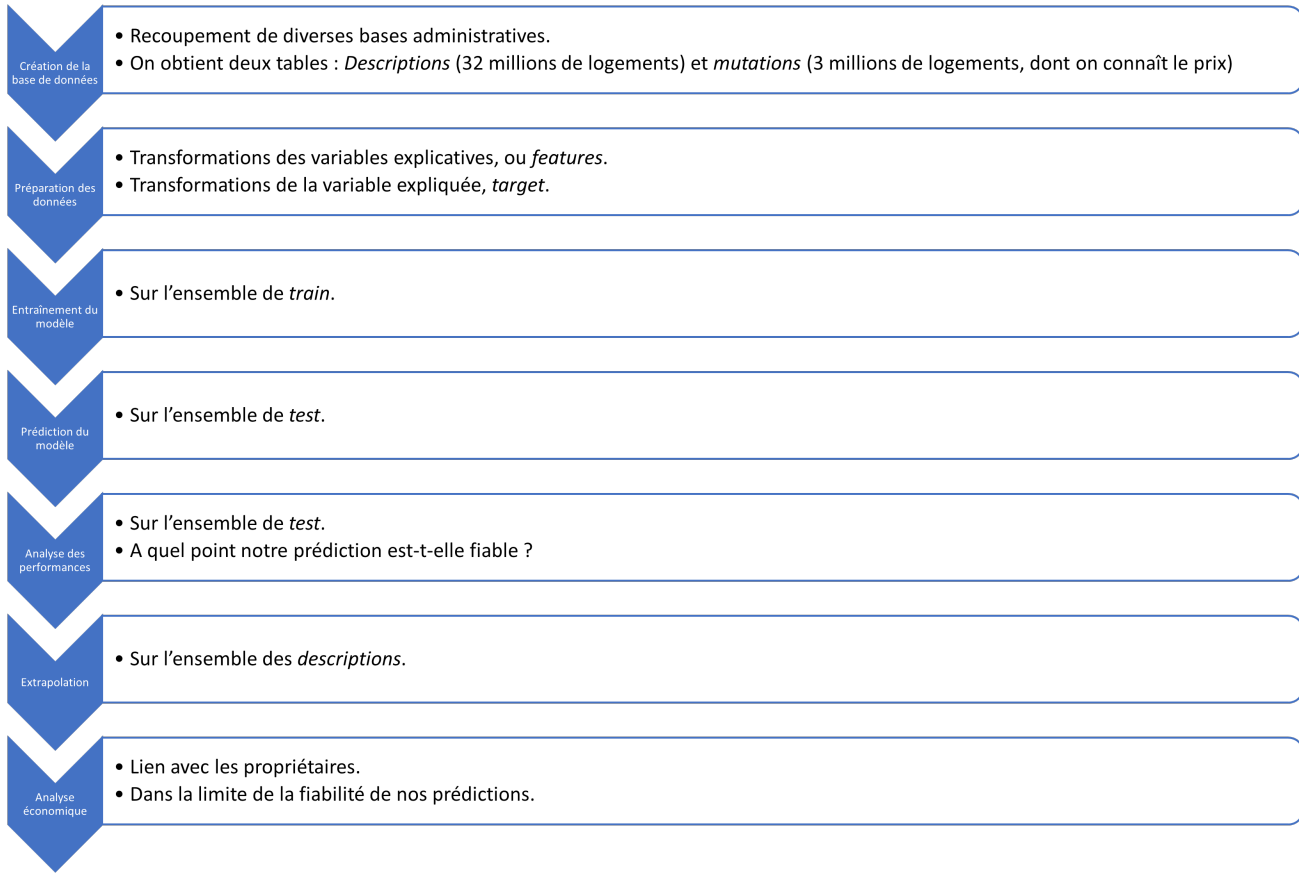 Création de la
base de données
• Recoupement de diverses bases administratives.
• On obtient deux tables : Descriptions (32 millions de logements) et mutations (3 millions de logements, dont on connaît le prix)
Préparation des
données
• Transformations des variables explicatives, ou features.
• Transformations de la variable expliquée, target.
Entraînement du
modèle
• Sur l’ensemble de train.
Prédiction du
modèle
• Sur l’ensemble de test.
Analyse des
performances
• Sur l’ensemble de test.
• A quel point notre prédiction est-t-elle fiable ?
Extrapolation
• Sur l’ensemble des descriptions.
Analyse
économique
• Lien avec les propriétaires.
• Dans la limite de la fiabilité de nos prédictions.